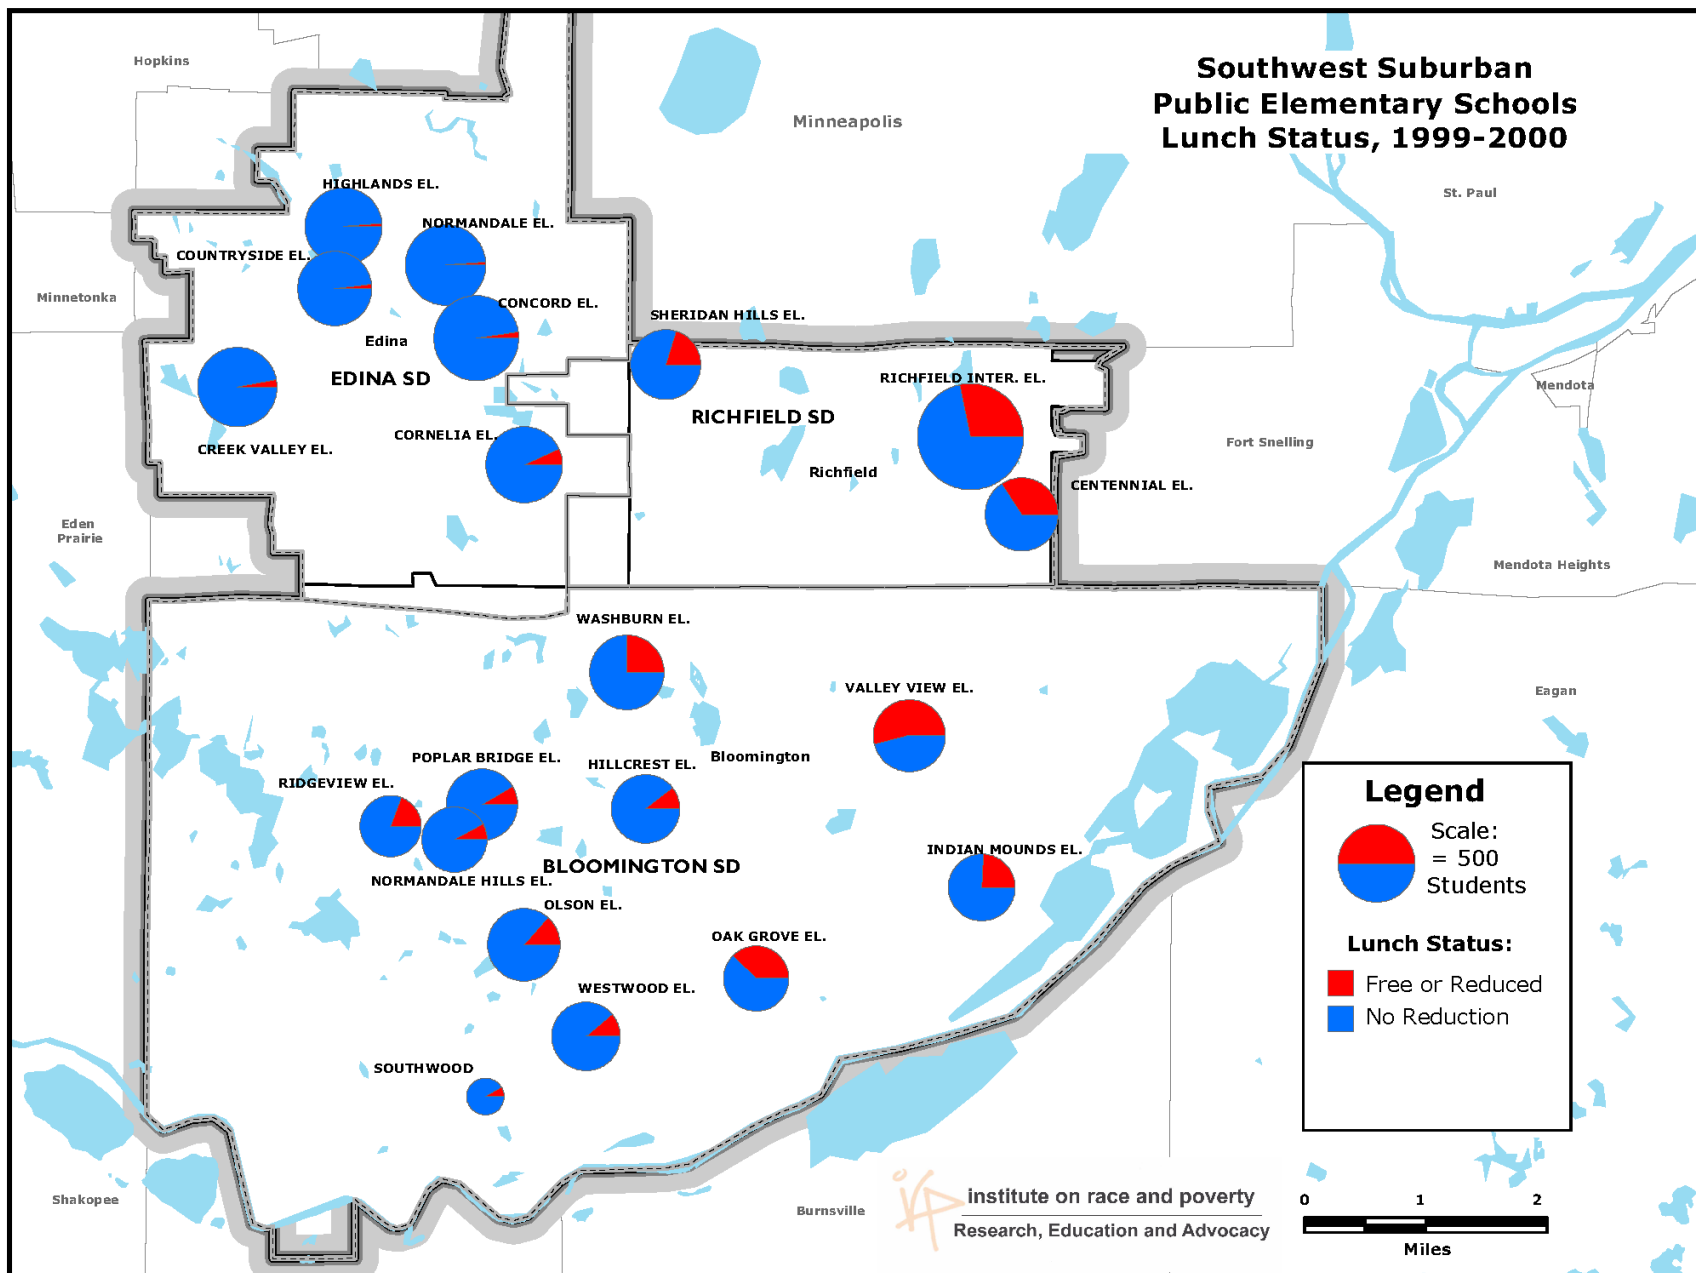 Southwest Suburban
Public Elementary Schools
Lunch Status, 1999-2000
Hopkins
Minneapolis
St. Paul
HIGHLANDS EL.
NORMANDALE EL.
COUNTRYSIDE EL.
Minnetonka
CONCORD EL.
SHERIDAN HILLS EL.
Edina
EDINA SD
RICHFIELD INTER. EL.
Mendota
RICHFIELD SD
CORNELIA EL.
CREEK VALLEY EL.
Fort Snelling
Richfield
CENTENNIAL EL.
Eden
Prairie
Mendota Heights
WASHBURN EL.
VALLEY VIEW EL.
Eagan
POPLAR BRIDGE EL.
HILLCREST EL.
Bloomington
RIDGEVIEW EL.
BLOOMINGTON SD
INDIAN MOUNDS EL.
NORMANDALE HILLS EL.
OLSON EL.
OAK GROVE EL.
WESTWOOD EL.
SOUTHWOOD
Legend
Scale:
= 500
Students
Lunch Status:
Free or Reduced
No Reduction
Shakopee
Burnsville
irp
institute on race and poverty
Research, Education and Advocacy
0 1 2
Miles